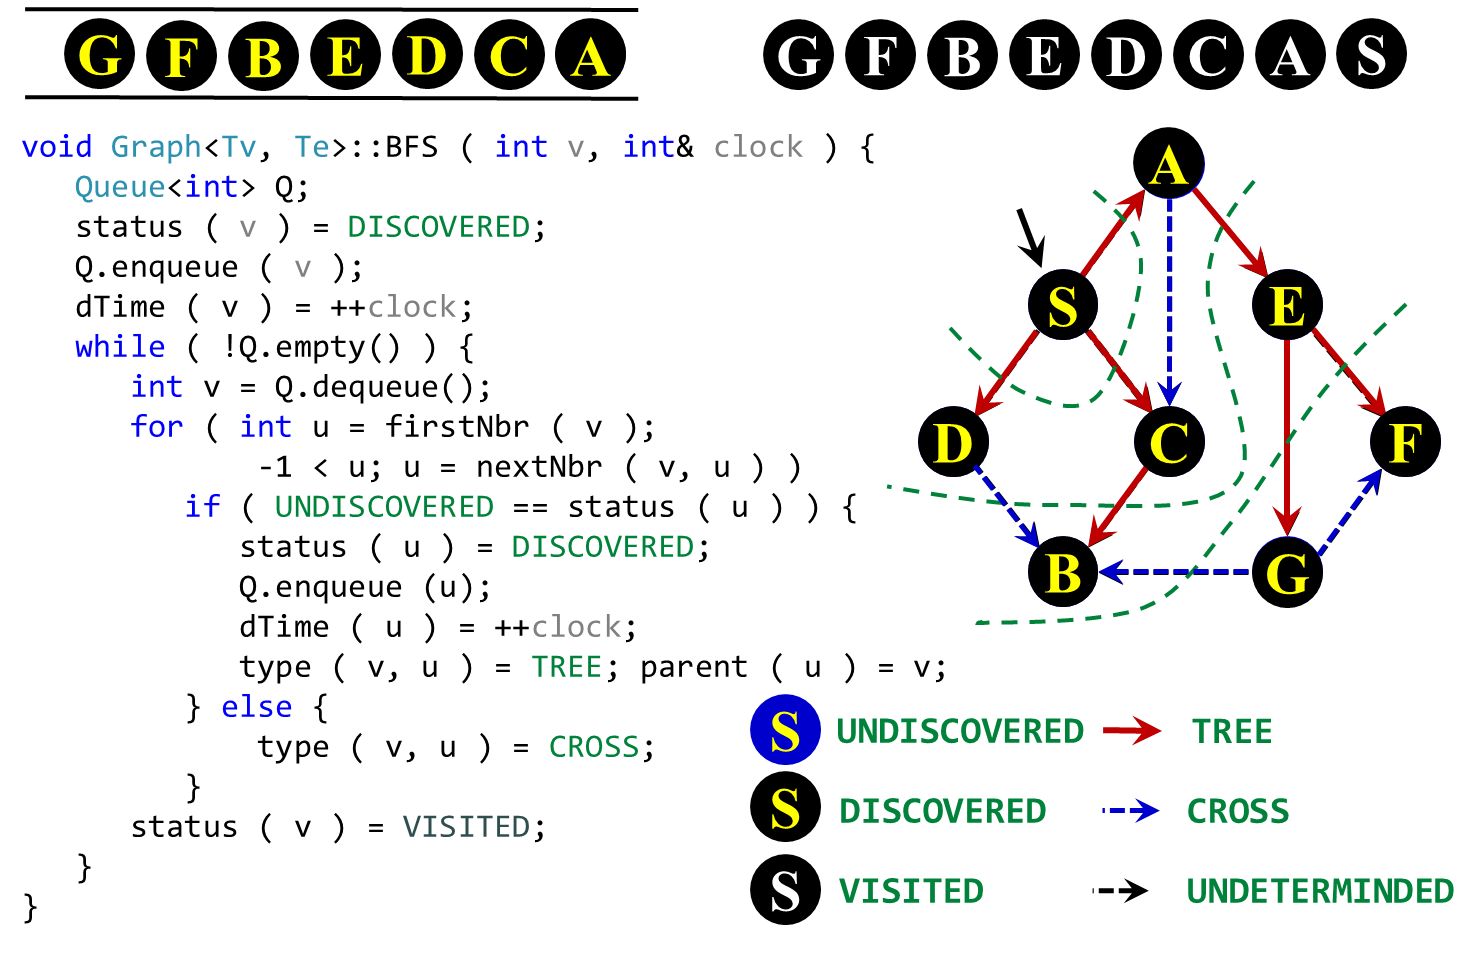 G F B E D C A
G F B E D C A S
void Graph<Tv, Te>::BFS ( int v, int& clock ) {
Queue<int> Q;
status ( v ) = DISCOVERED;
Q.enqueue ( v );
dTime ( v ) = ++clock;
while ( !Q.empty() ) {
int v = Q.dequeue();
for ( int u = firstNbr ( v );
-1 < u; u = nextNbr ( v, u ) )
if ( UNDISCOVERED == status ( u ) ) {
status ( u ) = DISCOVERED;
Q.enqueue (u);
dTime ( u ) = ++clock;
type ( v, u ) = TREE; parent ( u ) = v;
} else {
type ( v, u ) = CROSS;
}
status ( v ) = VISITED;
}
}
A
S E
D C F
B G
S UNDISCOVERED TREE
S DISCOVERED CROSS
S VISITED UNDETERMINDED